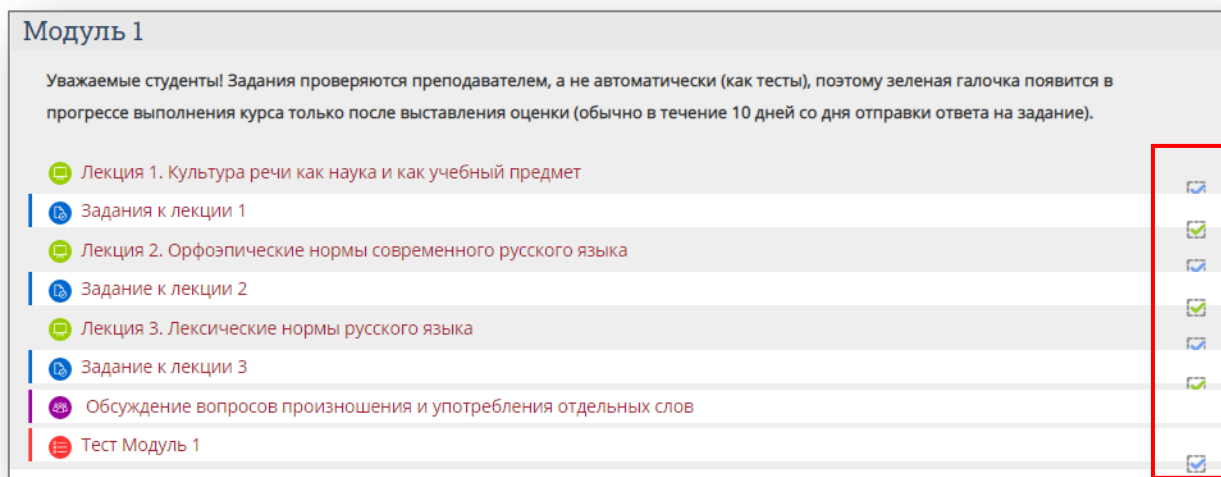 Модуль 1
Уважаемые студенты! Задания проверяются преподавателем, а не автоматически (как тесты), поэтому зеленая галочка появится в
прогрессе выполнения курса только после выставления оценки (обычно в течение 10 дней со дня отправки ответа на задание).
Лекция 1. Культура речи как наука и как учебный предмет
Задания к лекции 1
Лекция 2. Орфоэпические нормы современного русского языка
Задание к лекции 2
Лекция 3. Лексические нормы русского языка
Задание к лекции 3
Обсуждение вопросов произношения и употребления отдельных слов
Тест Модуль 1